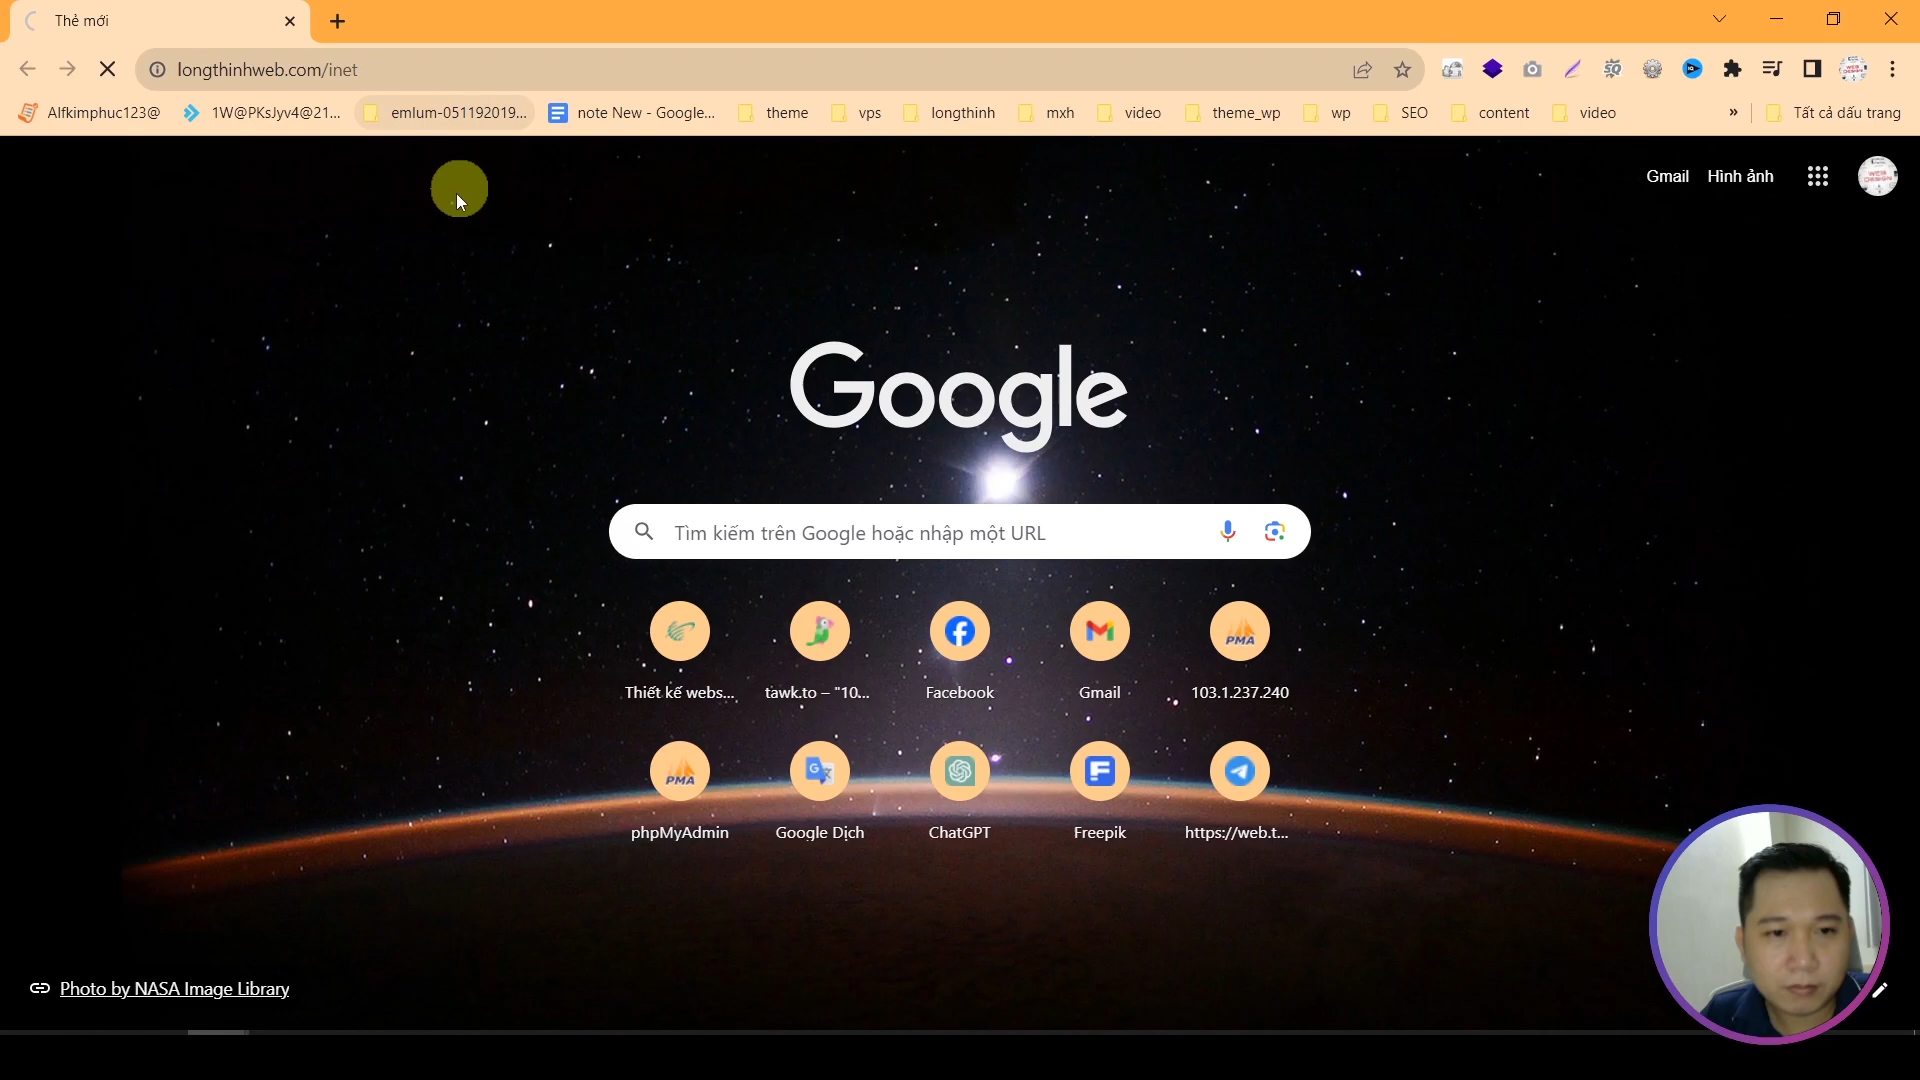 Thẻ mới
longthinhweb.com/inet
Alfkimphuc123@
1W@PKsJyv4@21...
emlum-051192019...
note New - Google...
theme
vps
longthinh
mxh
video
theme_wp
wp
SEO
content
video
»
Tất cả dấu trang
Gmail
Hình ảnh
Google
Tìm kiếm trên Google hoặc nhập một URL
Thiết kế webs...
tawk.to – "10...
Facebook
Gmail
PMA
103.1.237.240
PMA
phpMyAdmin
Google Dịch
ChatGPT
Freepik
https://web.t...
Photo by NASA Image Library